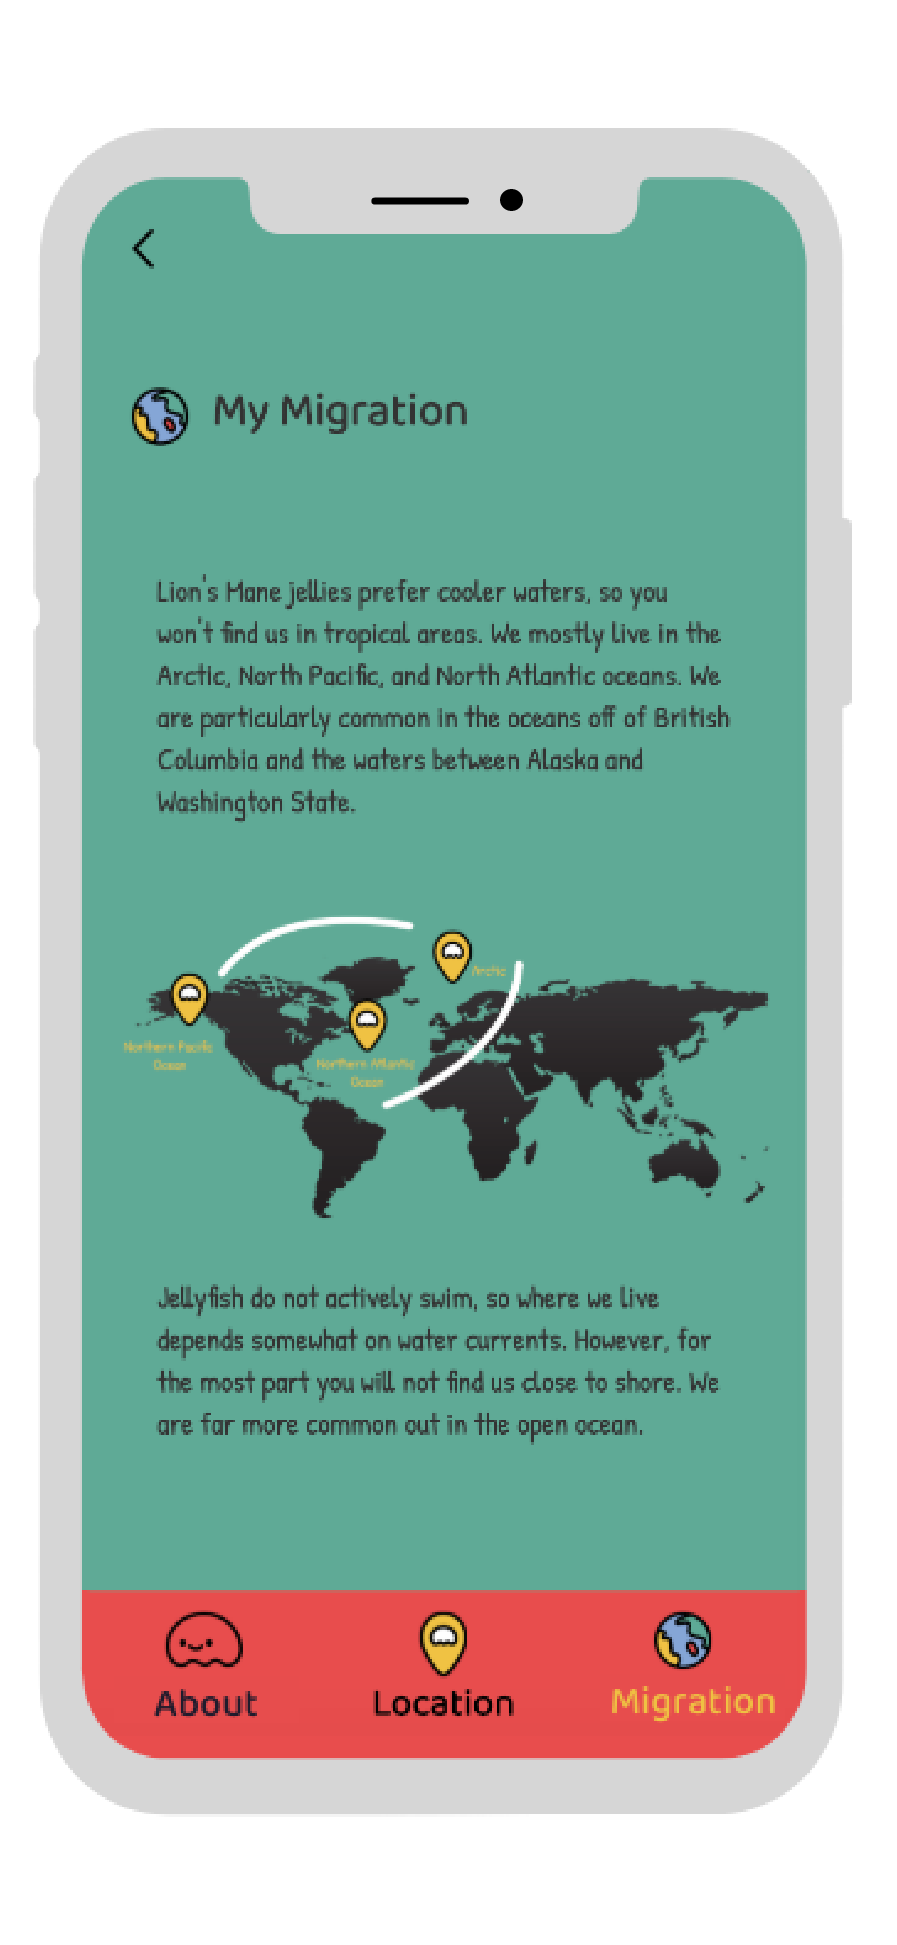 My Migration
Lion's Mane jellies prefer cooler waters, so you
won't find us in tropical areas. We mostly live in the
Arctic, North Pacific, and North Atlantic oceans. We
are particularly common in the oceans off of British
Columbia and the waters between Alaska and
Washington State.
Arctic
Northern Pacific
Ocean
Northern Atlantic
Ocean
Jellyfish do not actively swim, so where we live
depends somewhat on water currents. However, for
the most part you will not find us close to shore. We
are far more common out in the open ocean.
About
Location
Migration